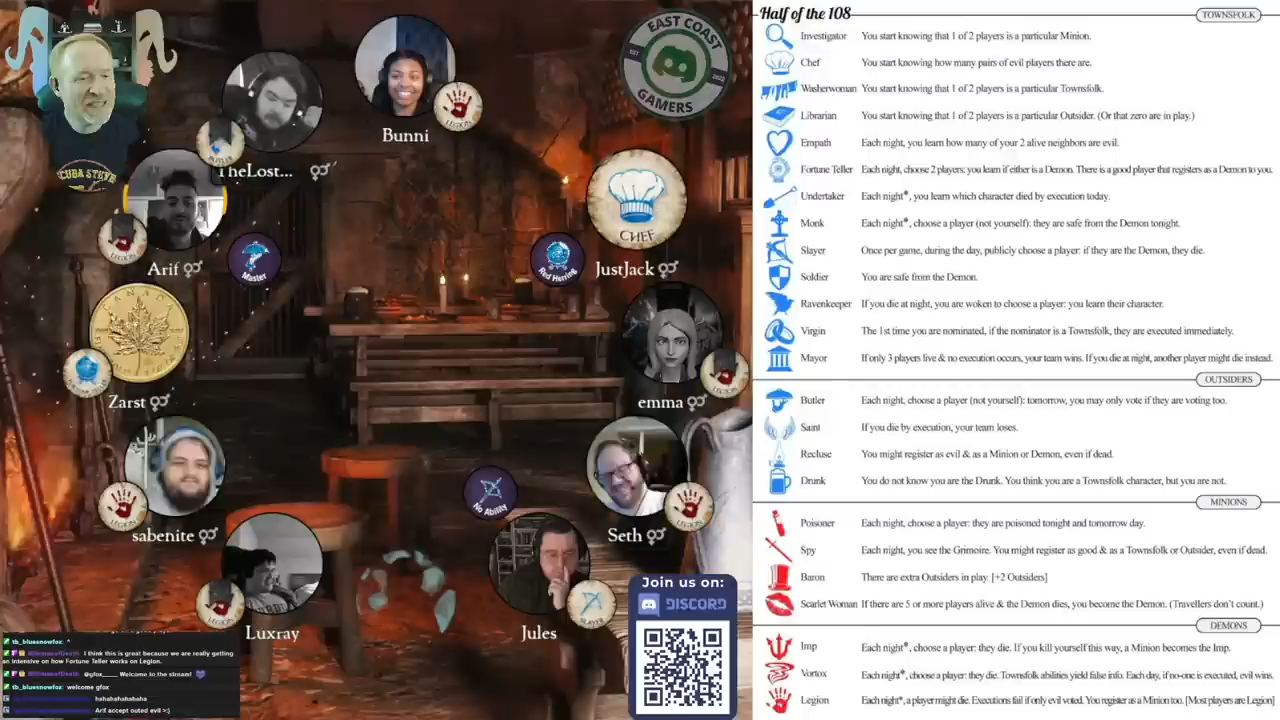 EAST COAST
EST
2022
GAMERS
CUBA STEVE
TheLost...
BUTLER
Bunni
LEGION
Arif
LEGION
Master
CHEF
Red Herring
JustJack
CANADA
Zarst
emma
LEGION
sabenite
LEGION
No Ability
Seth
LEGION
Luxray
LEGION
Jules
SLAYER
Join us on:
DISCORD
tb_bluesnowfox: ^
I think this is great because we are really getting
an intensive on how Fortune Teller works on Legion.
@gfox____ Welcome to the stream!
tb_bluesnowfox: welcome gfox
hahahahahahaha
Arif accept outed evil >:)
Half of the 108
TOWNSFOLK
Investigator You start knowing that 1 of 2 players is a particular Minion.
Chef You start knowing how many pairs of evil players there are.
Washerwoman You start knowing that 1 of 2 players is a particular Townsfolk.
Librarian You start knowing that 1 of 2 players is a particular Outsider. (Or that zero are in play.)
Empath Each night, you learn how many of your 2 alive neighbors are evil.
Fortune Teller Each night, choose 2 players: you learn if either is a Demon. There is a good player that registers as a Demon to you.
Undertaker Each night*, you learn which character died by execution today.
Monk Each night*, choose a player (not yourself): they are safe from the Demon tonight.
Slayer Once per game, during the day, publicly choose a player: if they are the Demon, they die.
Soldier You are safe from the Demon.
Ravenkeeper If you die at night, you are woken to choose a player: you learn their character.
Virgin The 1st time you are nominated, if the nominator is a Townsfolk, they are executed immediately.
Mayor If only 3 players live & no execution occurs, your team wins. If you die at night, another player might die instead.
OUTSIDERS
Butler Each night, choose a player (not yourself): tomorrow, you may only vote if they are voting too.
Saint If you die by execution, your team loses.
Recluse You might register as evil & as a Minion or Demon, even if dead.
Drunk You do not know you are the Drunk. You think you are a Townsfolk character, but you are not.
MINIONS
Poisoner Each night, choose a player: they are poisoned tonight and tomorrow day.
Spy Each night, you see the Grimoire. You might register as good & as a Townsfolk or Outsider, even if dead.
Baron There are extra Outsiders in play. [+2 Outsiders]
Scarlet Woman If there are 5 or more players alive & the Demon dies, you become the Demon. (Travellers don't count.)
DEMONS
Imp Each night*, choose a player: they die. If you kill yourself this way, a Minion becomes the Imp.
Vortox Each night*, choose a player: they die. Townsfolk abilities yield false info. Each day, if no-one is executed, evil wins.
Legion Each night*, a player might die. Executions fail if only evil voted. You register as a Minion too. [Most players are Legion]